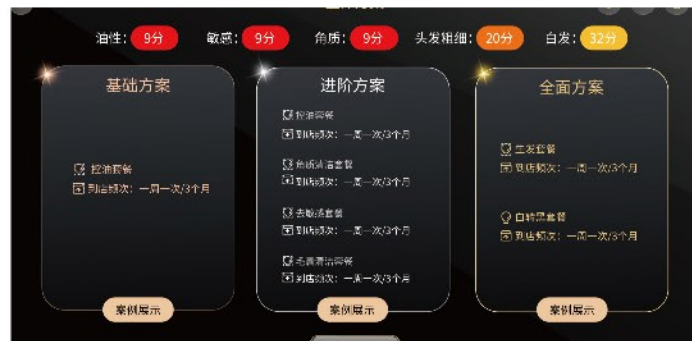 油性： 9分 敏感： 9分 角质： 9分 头发粗细： 20分 白发： 32分
基础方案
控油套餐
到店频次：一周一次/3个月
案例展示
进阶方案
控油套餐
到店频次：一周一次/3个月
角质清洁套餐
到店频次：一周一次/3个月
去敏感套餐
到店频次：一周一次/3个月
毛囊清洁套餐
到店频次：一周一次/3个月
案例展示
全面方案
生发套餐
到店频次：一周一次/3个月
白转黑套餐
到店频次：一周一次/3个月
案例展示